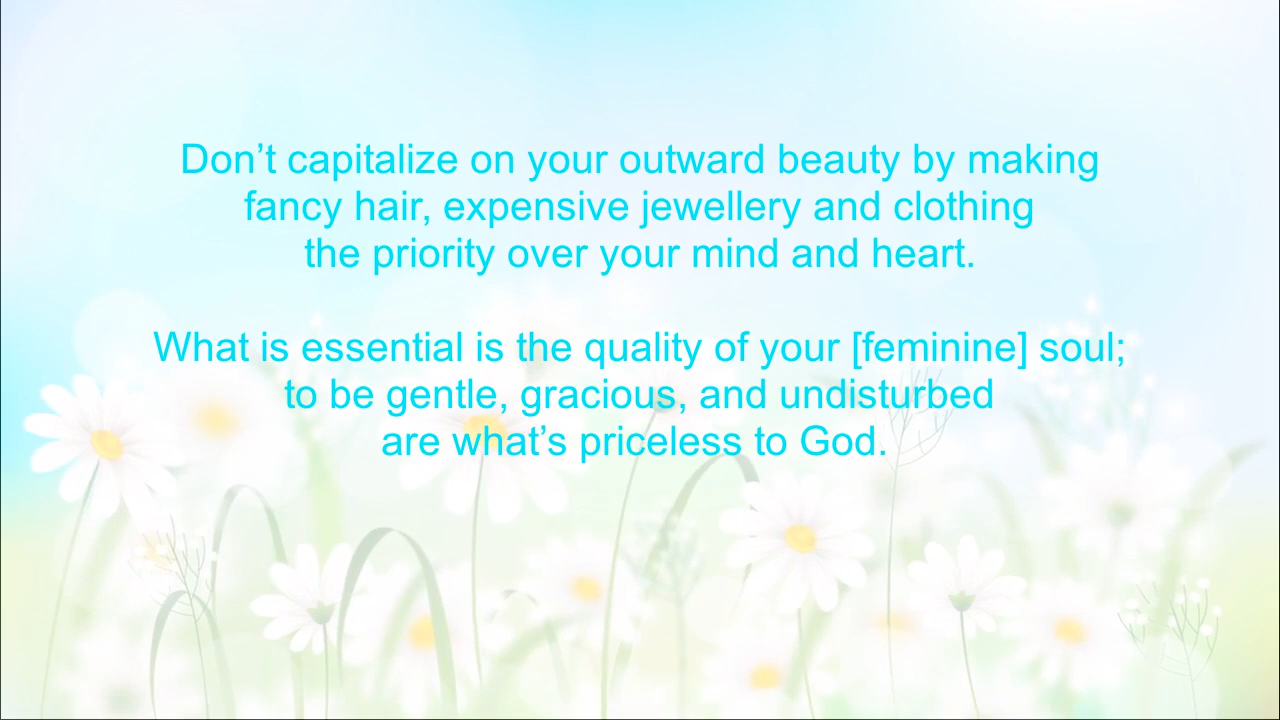 Don’t capitalize on your outward beauty by making
fancy hair, expensive jewellery and clothing
the priority over your mind and heart.
What is essential is the quality of your [feminine] soul;
to be gentle, gracious, and undisturbed
are what’s priceless to God.